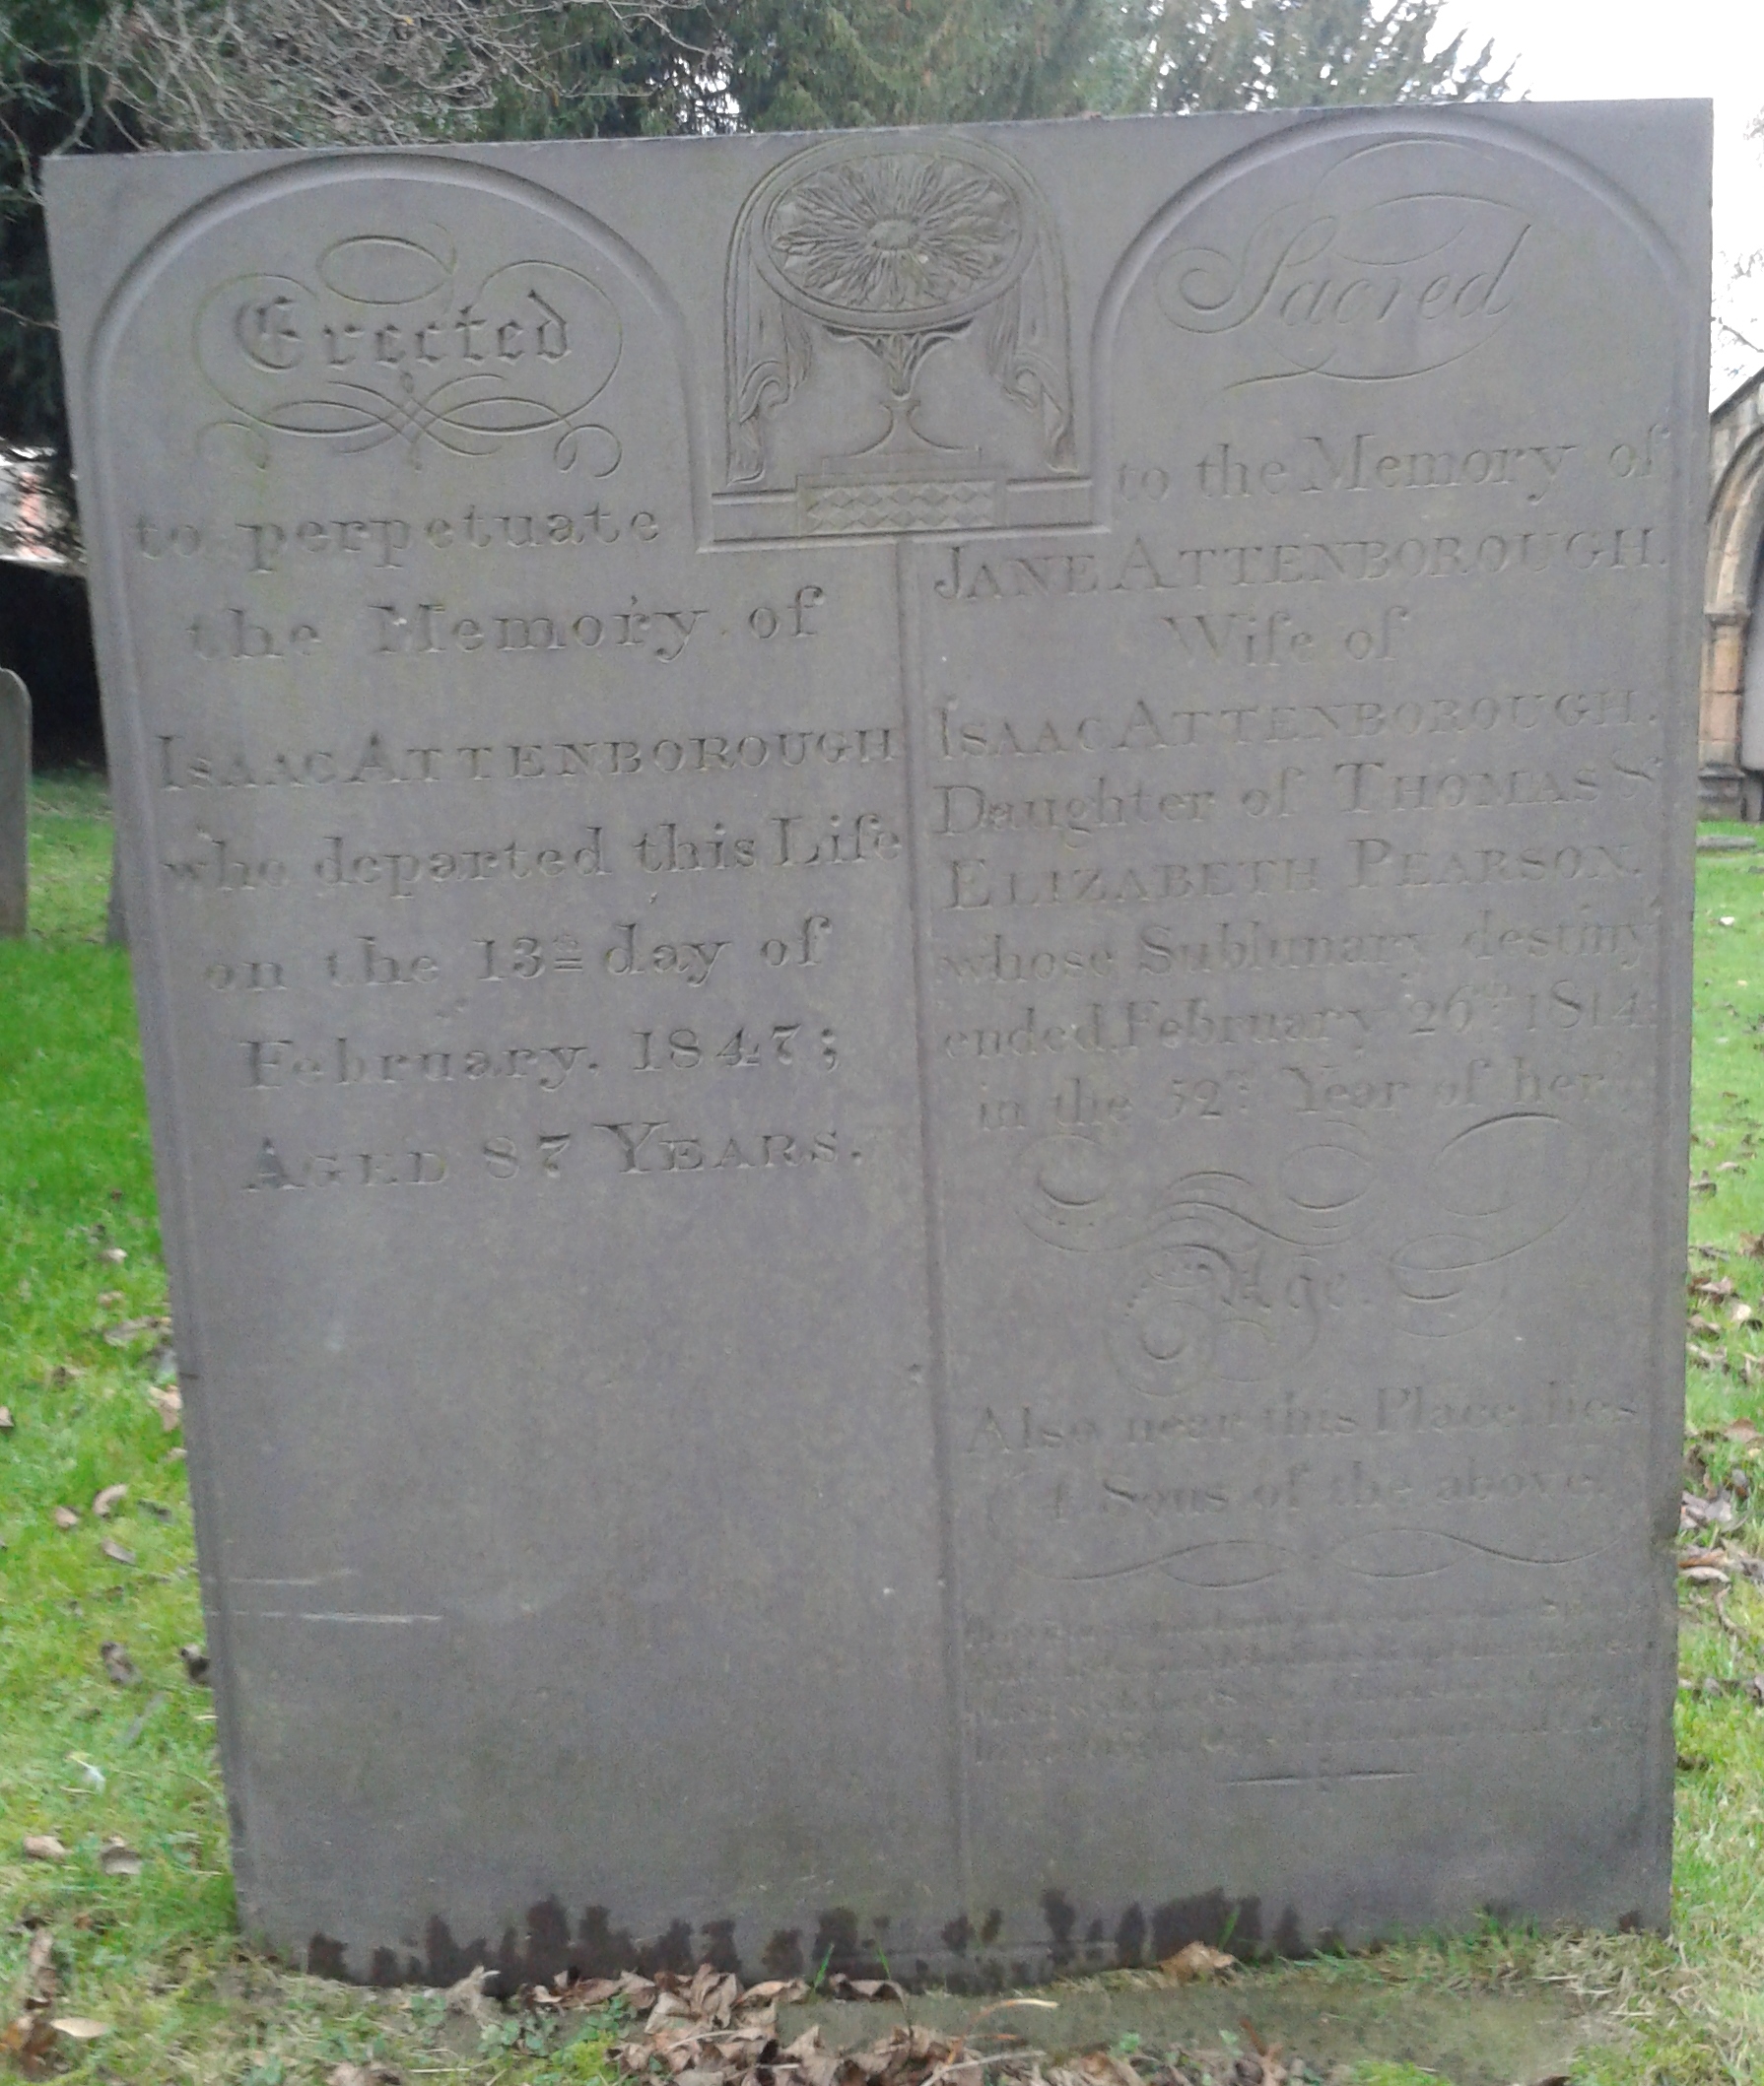 Erected
to perpetuate
the Memory of
ISAAC ATTENBOROUGH
who departed this Life
on the 13th day of
February. 1847;
AGED 87 YEARS.
Sacred
to the Memory of
JANE ATTENBOROUGH.
Wife of
ISAAC ATTENBOROUGH.
Daughter of THOMAS &
ELIZABETH PEARSON.
whose Sublunary destiny
ended February 26th 1814
in the 52nd Year of her
Age.
Also near this Place lies
4 Sons of the above